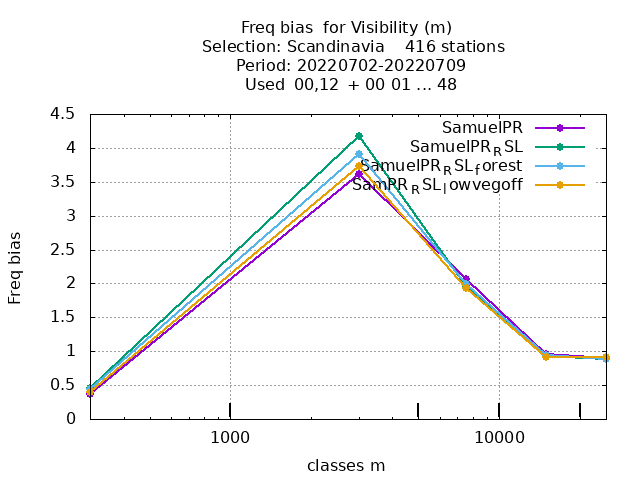 Freq bias  for Visibility (m)
Selection: Scandinavia    416 stations
Period: 20220702-20220709
Used  00,12  + 00 01 ... 48
4.5
4
3.5
3
2.5
2
1.5
1
0.5
0
Freq bias
SamuelPR
SamuelPR_RSL
SamuelPR_RSL_forest
SamPR_RSL_lowvegoff
1000
10000
classes m